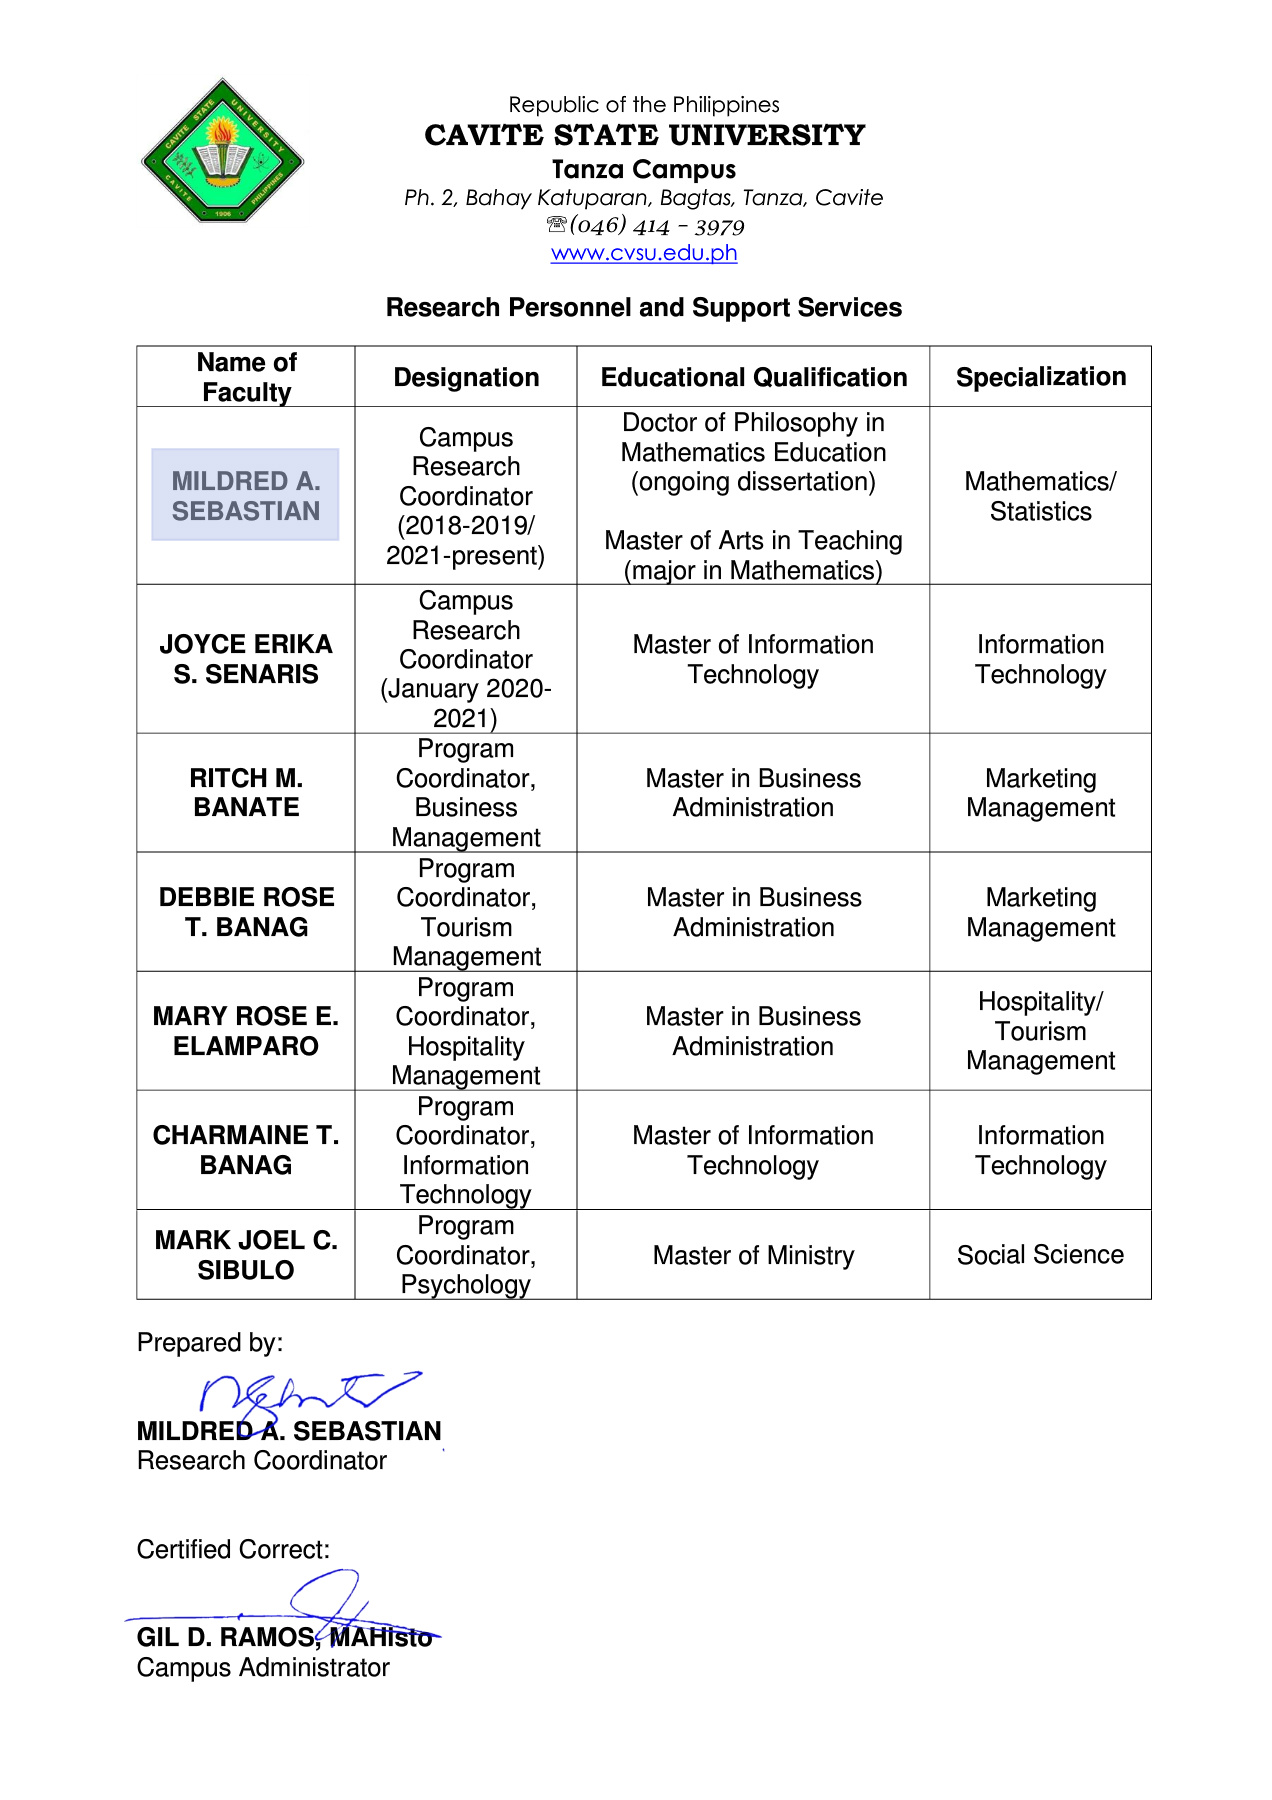 CAVITE STATE UNIVERSITY
CAVITE PHILIPPINES
1906
Republic of the Philippines
CAVITE STATE UNIVERSITY
Tanza Campus
Ph. 2, Bahay Katuparan, Bagtas, Tanza, Cavite
☏(046) 414 – 3979
www.cvsu.edu.ph
Research Personnel and Support Services
Name of
Faculty
Designation
Educational Qualification
Specialization
MILDRED A.
SEBASTIAN
Campus
Research
Coordinator
(2018-2019/
2021-present)
Doctor of Philosophy in
Mathematics Education
(ongoing dissertation)
Master of Arts in Teaching
(major in Mathematics)
Mathematics/
Statistics
JOYCE ERIKA
S. SENARIS
Campus
Research
Coordinator
(January 2020-
2021)
Master of Information
Technology
Information
Technology
RITCH M.
BANATE
Program
Coordinator,
Business
Management
Master in Business
Administration
Marketing
Management
DEBBIE ROSE
T. BANAG
Program
Coordinator,
Tourism
Management
Master in Business
Administration
Marketing
Management
MARY ROSE E.
ELAMPARO
Program
Coordinator,
Hospitality
Management
Master in Business
Administration
Hospitality/
Tourism
Management
CHARMAINE T.
BANAG
Program
Coordinator,
Information
Technology
Master of Information
Technology
Information
Technology
MARK JOEL C.
SIBULO
Program
Coordinator,
Psychology
Master of Ministry
Social Science
Prepared by:
MILDRED A. SEBASTIAN
Research Coordinator
Certified Correct:
GIL D. RAMOS, MAHisto
Campus Administrator